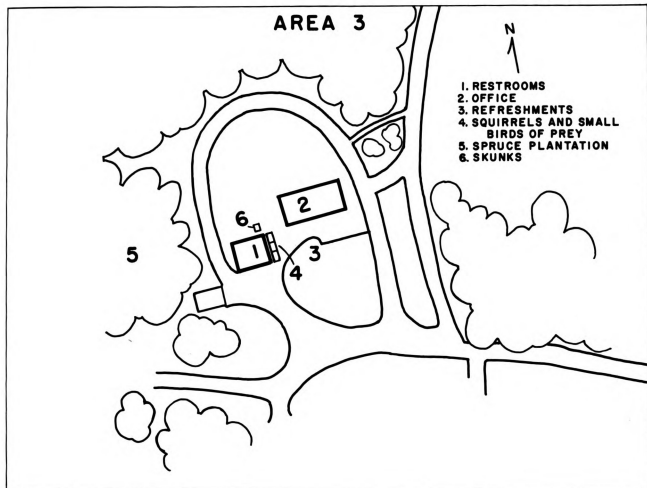 AREA 3
N
1. RESTROOMS
2. OFFICE
3. REFRESHMENTS
4. SQUIRRELS AND SMALL
BIRDS OF PREY
5. SPRUCE PLANTATION
6. SKUNKS
2
6
1
3
4
5